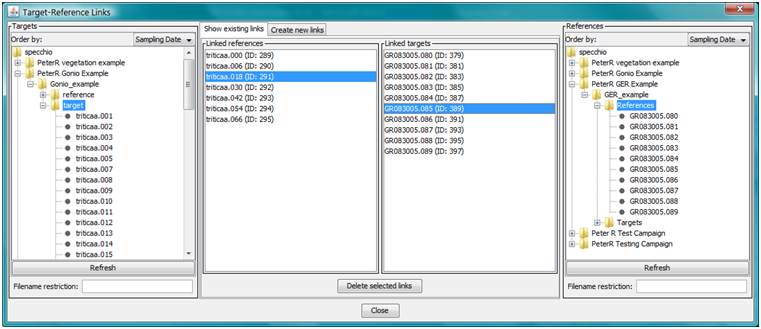 Target-Reference Links
Targets
Order by: Sampling Date
specchio
PeterR vegetation example
PeterR Gonio Example
Gonio_example
reference
target
triticaa.001
triticaa.002
triticaa.003
triticaa.004
triticaa.005
triticaa.007
triticaa.008
triticaa.009
triticaa.010
triticaa.011
triticaa.012
triticaa.013
triticaa.014
triticaa.015
Refresh
Filename restriction:
Show existing links
Create new links
Linked references
triticaa.000 (ID: 289)
triticaa.006 (ID: 290)
triticaa.018 (ID: 291)
triticaa.030 (ID: 292)
triticaa.042 (ID: 293)
triticaa.054 (ID: 294)
triticaa.066 (ID: 295)
Linked targets
GR083005.080 (ID: 379)
GR083005.081 (ID: 381)
GR083005.082 (ID: 383)
GR083005.083 (ID: 385)
GR083005.084 (ID: 387)
GR083005.085 (ID: 389)
GR083005.086 (ID: 391)
GR083005.087 (ID: 393)
GR083005.088 (ID: 395)
GR083005.089 (ID: 397)
Delete selected links
References
Order by: Sampling Date
specchio
PeterR vegetation example
PeterR Gonio Example
PeterR GER Example
GER_example
References
GR083005.080
GR083005.081
GR083005.082
GR083005.083
GR083005.084
GR083005.085
GR083005.086
GR083005.087
GR083005.088
GR083005.089
Targets
Peter R Test Campaign
PeterR Testing Campaign
Refresh
Filename restriction:
Close